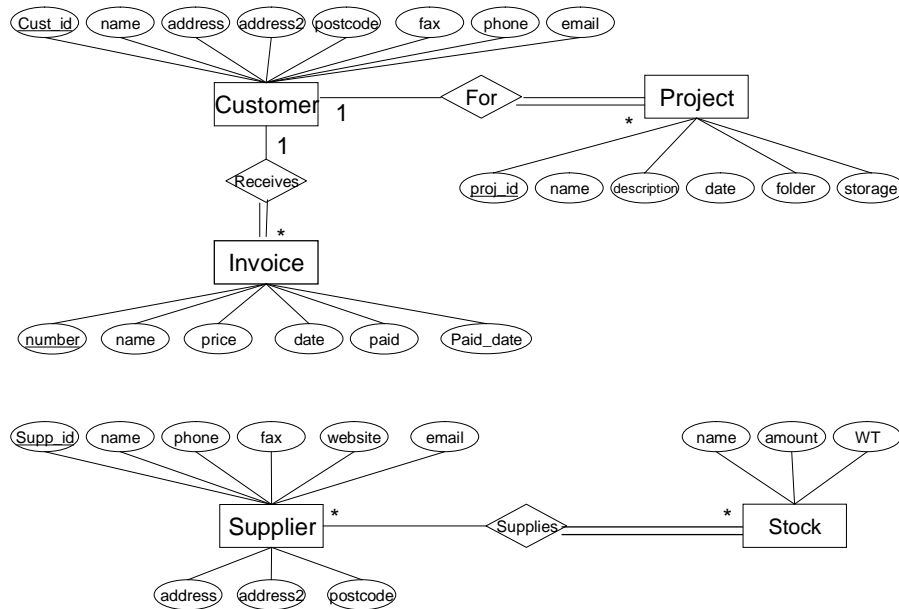 Cust_id name address address2 postcode fax phone email
Customer 1 For Project
1 *
Receives proj_id name description date folder storage
*
Invoice
number name price date paid Paid_date
Supp_id name phone fax website email name amount WT
Supplier * Supplies * Stock
address address2 postcode